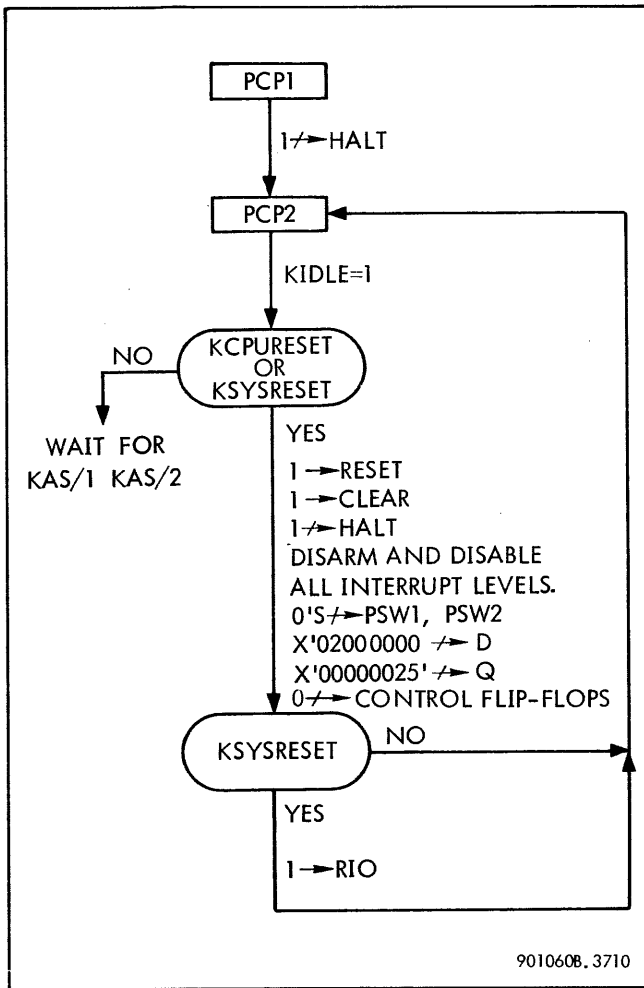 PCP1
1-/->HALT
PCP2
KIDLE=1
KCPURESET
OR
KSYSRESET
NO
WAIT FOR
KAS/1 KAS/2
YES
1→RESET
1→CLEAR
1-/->HALT
DISARM AND DISABLE
ALL INTERRUPT LEVELS.
0'S-/->PSW1, PSW2
X'02000000 -/-> D
X'00000025' -/-> Q
0-/-> CONTROL FLIP-FLOPS
KSYSRESET
NO
YES
1→RIO
901060B.3710